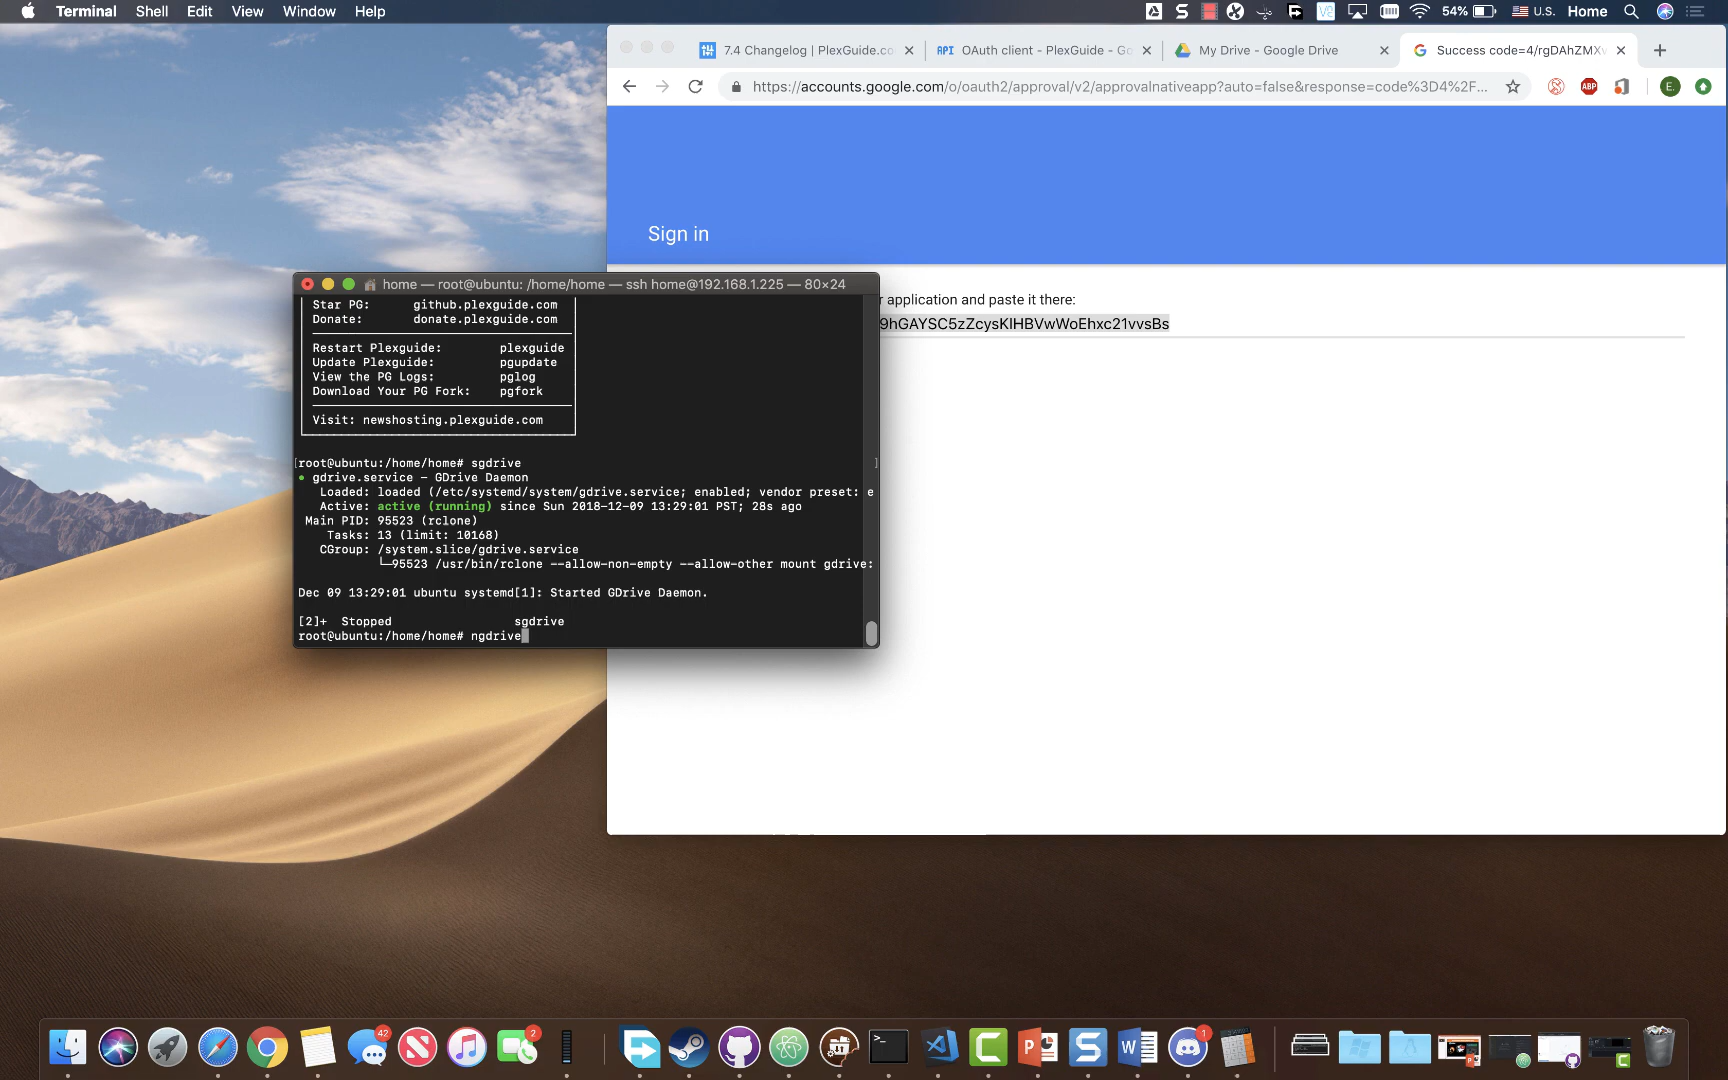 Terminal Shell Edit View Window Help
54% U.S. Home
7.4 Changelog | PlexGuide.co
API OAuth client - PlexGuide - Go
My Drive - Google Drive
Success code=4/rgDAhZMXv
https://accounts.google.com/o/oauth2/approval/v2/approvalnativeapp?auto=false&response=code%3D4%2F...
ABP
E.
Sign in
application and paste it there:
9hGAYSC5zZcysKIHBVwWoEhxc21vvsBs
home — root@ubuntu: /home/home — ssh home@192.168.1.225 — 80×24
Star PG: github.plexguide.com
Donate: donate.plexguide.com
Restart Plexguide: plexguide
Update Plexguide: pgupdate
View the PG Logs: pglog
Download Your PG Fork: pgfork
Visit: newshosting.plexguide.com
[root@ubuntu:/home/home# sgdrive ]
● gdrive.service - GDrive Daemon
Loaded: loaded (/etc/systemd/system/gdrive.service; enabled; vendor preset: e
Active: active (running) since Sun 2018-12-09 13:29:01 PST; 28s ago
Main PID: 95523 (rclone)
Tasks: 13 (limit: 10168)
CGroup: /system.slice/gdrive.service
└─95523 /usr/bin/rclone --allow-non-empty --allow-other mount gdrive:
Dec 09 13:29:01 ubuntu systemd[1]: Started GDrive Daemon.
[2]+ Stopped sgdrive
root@ubuntu:/home/home# ngdrive
42
2
1